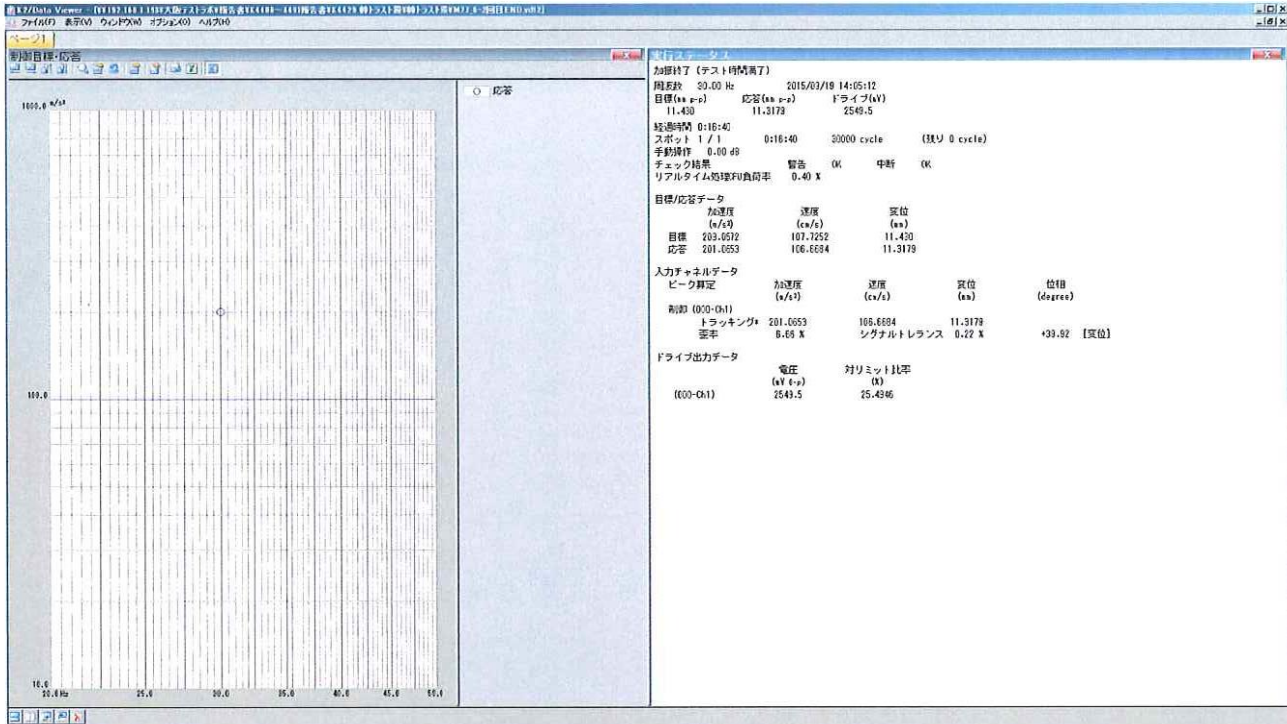 K2/Data Viewer
ファイル(F) 表示(V) ウィンドウ(W) オプション(O) ヘルプ(H)
ページ1
制御目標・応答
1000.0 m/s²
100.0
10.0
20.0 Hz 25.0 30.0 35.0 40.0 45.0 50.0
応答
実行ステータス
加振終了 (テスト時間満了)
周波数 30.00 Hz 2015/03/19 14:05:12
目標(mm p-p) 応答(mm p-p) ドライブ(mV)
11.430 11.3179 2549.5
経過時間 0:16:40
スポット 1 / 1 0:16:40 30000 cycle (残り 0 cycle)
手動操作 0.00 dB
チェック結果 警告 OK 中断 OK
リアルタイム処理CPU負荷率 0.40 %
目標/応答データ
加速度 速度 変位
(m/s²) (cm/s) (mm)
目標 203.0572 107.7252 11.430
応答 201.0653 106.6684 11.3179
入力チャネルデータ
ピーク算定 加速度 速度 変位 位相
(m/s²) (cm/s) (mm) (degree)
制御 (000-Ch1)
トラッキング* 201.0653 106.6684 11.3179
歪率 6.66 % シグナルトレランス 0.22 % +39.92 [変位]
ドライブ出力データ
電圧 対リミット比率
(mV 0-p) (%)
(000-Ch1) 2549.5 25.4946